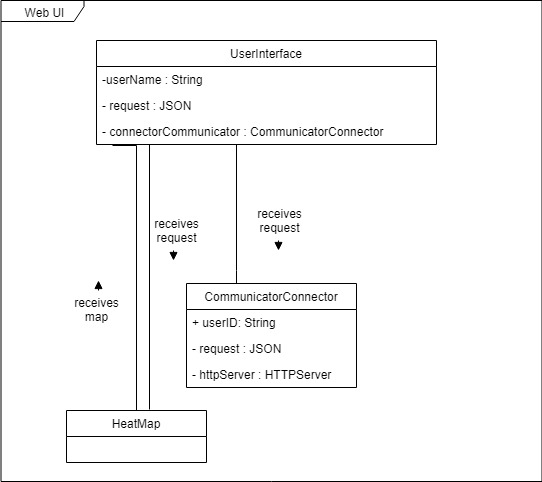 Web UI
UserInterface
-userName : String
- request : JSON
- connectorCommunicator : CommunicatorConnector
receives
request
receives
request
receives
map
CommunicatorConnector
+ userID: String
- request : JSON
- httpServer : HTTPServer
HeatMap